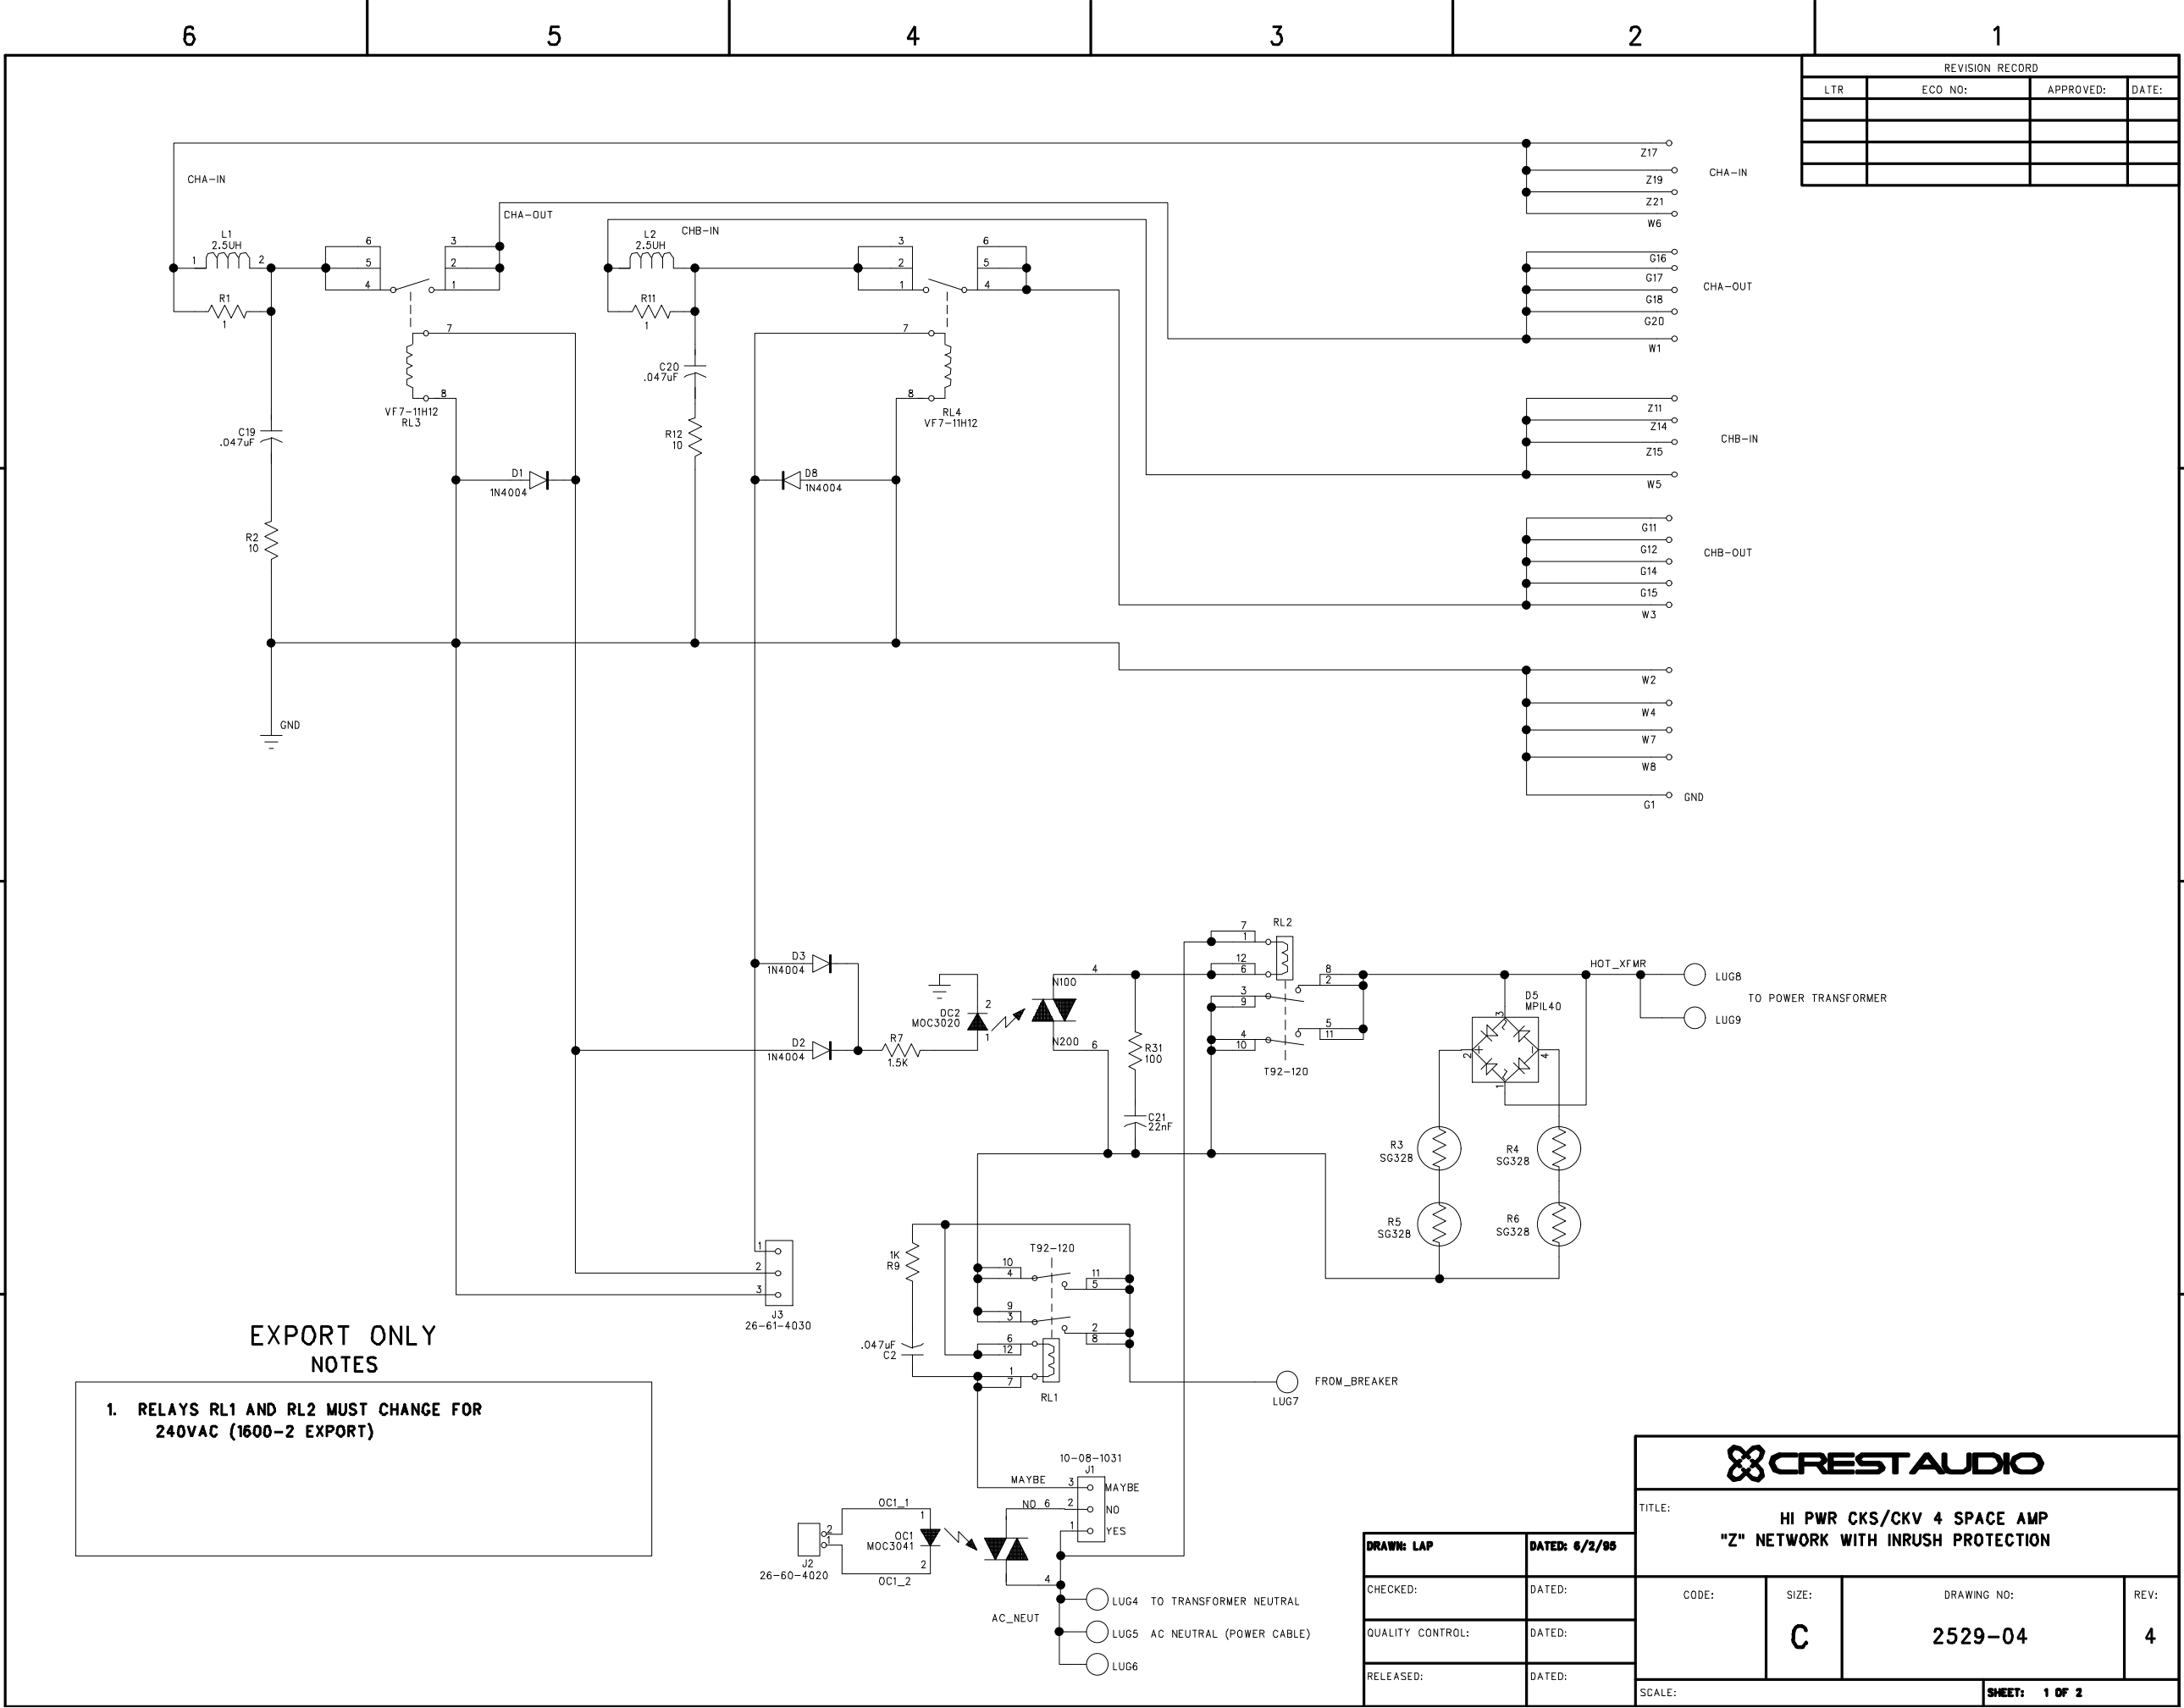 6 5 4 3 2 1
REVISION RECORD
LTR ECO NO: APPROVED: DATE:
CHA-IN
L1
2.5UH
1 2
R1
1
6
5
4
3
2
1
CHA-OUT
7
8
VF7-11H12
RL3
C19
.047uF
R2
10
GND
D1
1N4004
L2
2.5UH
CHB-IN
R11
1
C20
.047uF
R12
10
3
2
1
6
5
4
7
8
RL4
VF7-11H12
D8
1N4004
Z17
Z19
Z21
W6
CHA-IN
G16
G17
G18
G20
W1
CHA-OUT
Z11
Z14
Z15
W5
CHB-IN
G11
G12
G14
G15
W3
CHB-OUT
W2
W4
W7
W8
G1
GND
D3
1N4004
D2
1N4004
R7
1.5K
OC2
MOC3020
2
1
N100
N200
4
6
R31
100
C21
22nF
RL2
7
1
12
6
3
9
4
10
8
2
5
11
T92-120
HOT_XFMR
LUG8
LUG9
TO POWER TRANSFORMER
D5
MPIL40
3
2
4
1
+
-
R3
SG328
R4
SG328
R5
SG328
R6
SG328
1
2
3
J3
26-61-4030
1K
R9
.047uF
C2
T92-120
10
4
9
3
6
12
1
7
11
5
2
8
RL1
LUG7
FROM_BREAKER
EXPORT ONLY
NOTES
1. RELAYS RL1 AND RL2 MUST CHANGE FOR
240VAC (1600-2 EXPORT)
10-08-1031
J1
MAYBE 3 MAYBE
NO 6 2 NO
1 YES
2
1
J2
26-60-4020
OC1_1
1
OC1
MOC3041
2
OC1_2
4
AC_NEUT
LUG4 TO TRANSFORMER NEUTRAL
LUG5 AC NEUTRAL (POWER CABLE)
LUG6
CREST AUDIO
TITLE:
HI PWR CKS/CKV 4 SPACE AMP
"Z" NETWORK WITH INRUSH PROTECTION
DRAWN: LAP DATED: 6/2/95
CHECKED: DATED:
QUALITY CONTROL: DATED:
RELEASED: DATED:
CODE: SIZE: DRAWING NO: REV:
C 2529-04 4
SCALE: SHEET: 1 OF 2